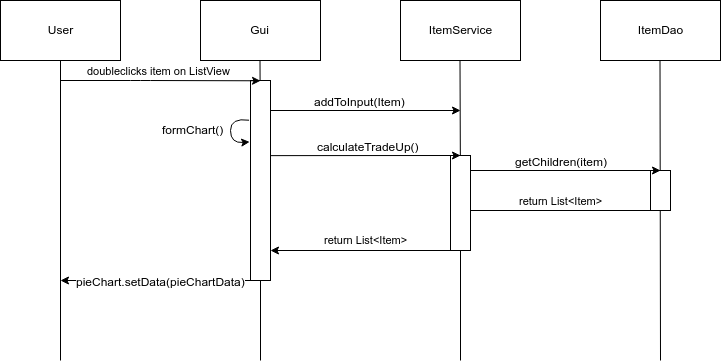 User
Gui
ItemService
ItemDao
doubleclicks item on ListView
addToInput(Item)
formChart()
calculateTradeUp()
getChildren(item)
return List<Item>
return List<Item>
pieChart.setData(pieChartData)